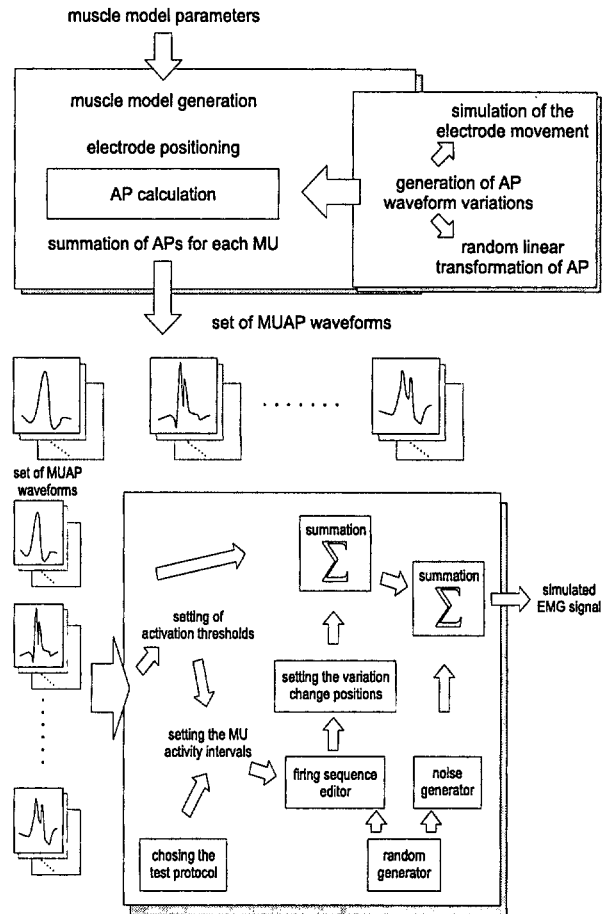 muscle model parameters
muscle model generation
electrode positioning
AP calculation
summation of APs for each MU
simulation of the
electrode movement
generation of AP
waveform variations
random linear
transformation of AP
set of MUAP waveforms
set of MUAP
waveforms
summation
Σ
summation
Σ
simulated
EMG signal
setting of
activation thresholds
setting the variation
change positions
setting the MU
activity intervals
firing sequence
editor
noise
generator
chosing the
test protocol
random
generator